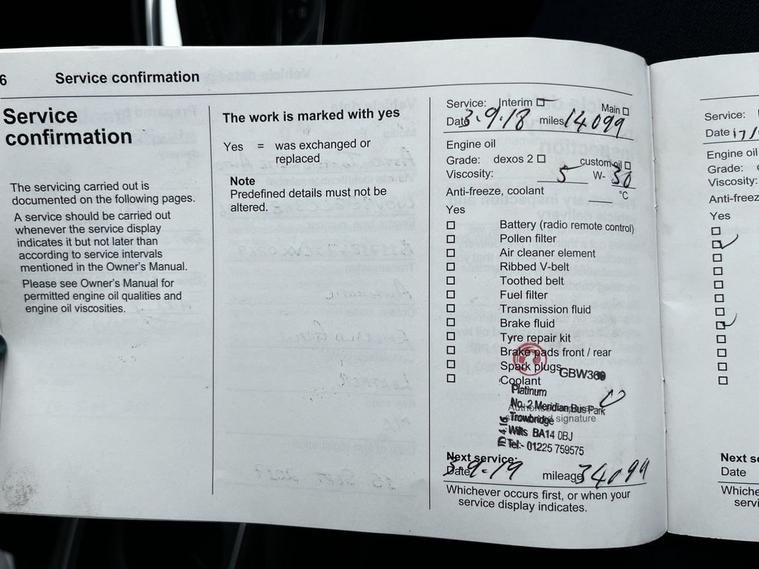 6 Service confirmation
Service
confirmation
The servicing carried out is
documented on the following pages.
A service should be carried out
whenever the service display
indicates it but not later than
according to service intervals
mentioned in the Owner's Manual.
Please see Owner's Manual for
permitted engine oil qualities and
engine oil viscosities.
The work is marked with yes
Yes = was exchanged or
replaced
Note
Predefined details must not be
altered.
Service: Interim ☐ Main ☐
Date 3.9.18 miles 14099
Engine oil
Grade: dexos 2 ☐ custom oil ☐
Viscosity: 5 W- 30
Anti-freeze, coolant °C
Yes
☐ Battery (radio remote control)
☐ Pollen filter
☐ Air cleaner element
☐ Ribbed V-belt
☐ Toothed belt
☐ Fuel filter
☐ Transmission fluid
☐ Brake fluid
☐ Tyre repair kit
☐ Brake pads front / rear
☐ Spark plugs
☐ Coolant
Platinum
No. 2 Meridian Bus Park
signature
Trowbridge
Wilts BA14 0BJ
Tel:- 01225 759575
Next service:
Date 3.9.19 mileage 34099
Whichever occurs first, or when your
service display indicates.
Service:
Date
Engine oil
Grade:
Viscosity:
Anti-freez
Yes
Next s
Date
Whiche
servi